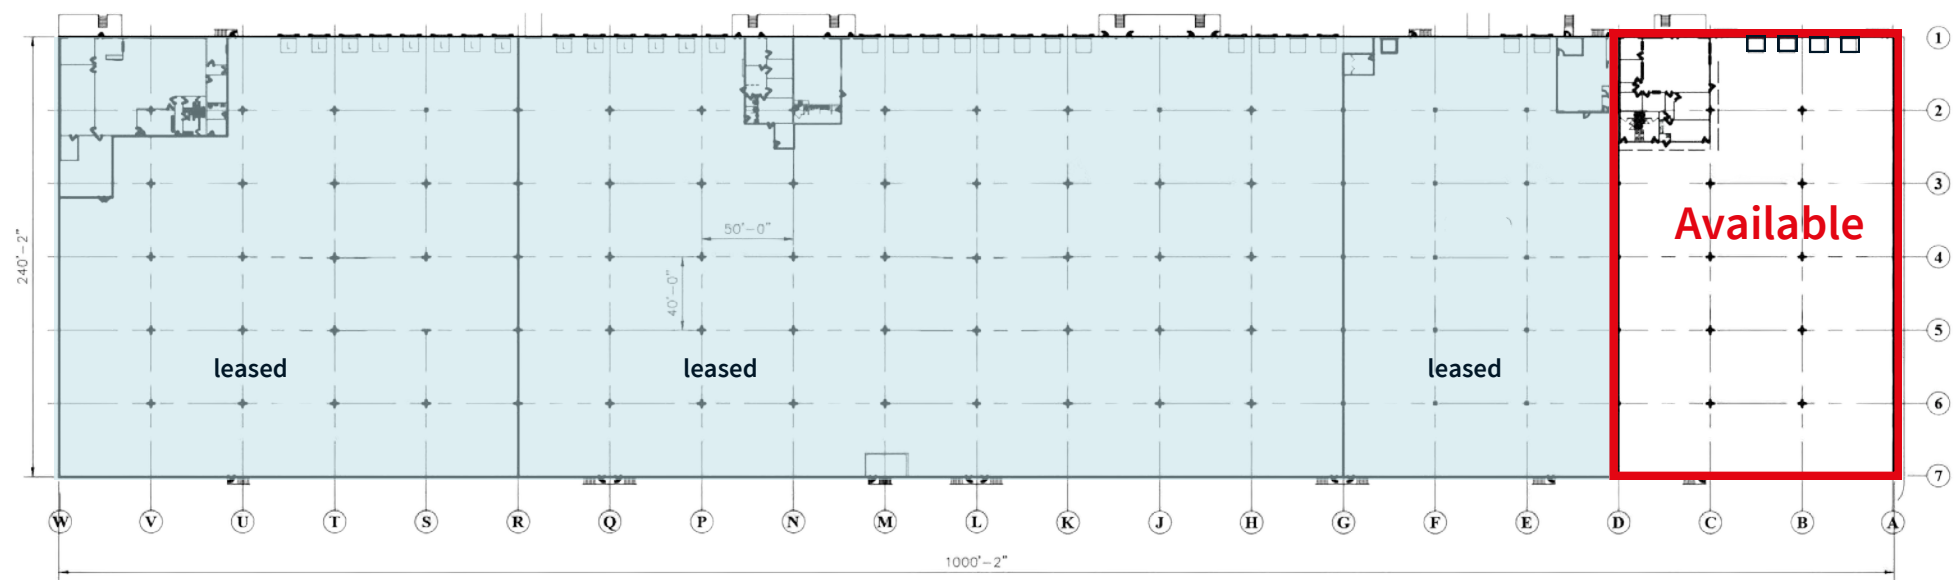 1
2
3
Available
50'-0"
240'-2"
4
40'-0"
5
leased
leased
leased
6
7
W V U T S R Q P N M L K J H G F E D C B A
1000'-2"